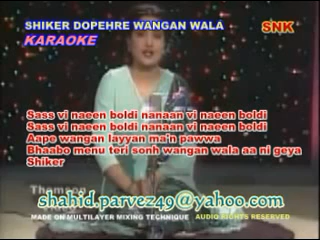 SHIKER DOPEHRE WANGAN WALA
SNK
KARAOKE
Sass vi naeen boldi nanaan vi naeen boldi
Sass vi naeen boldi nanaan vi naeen boldi
Aape wangan layyan ma'n pawwa
Bhaabo menu teri sonh wangan wala aa ni geya
Shiker
shahid.parvez49@yahoo.com
MADE ON MULTILAYER MIXING TECHNIQUE AUDIO RIGHTS RESERVED